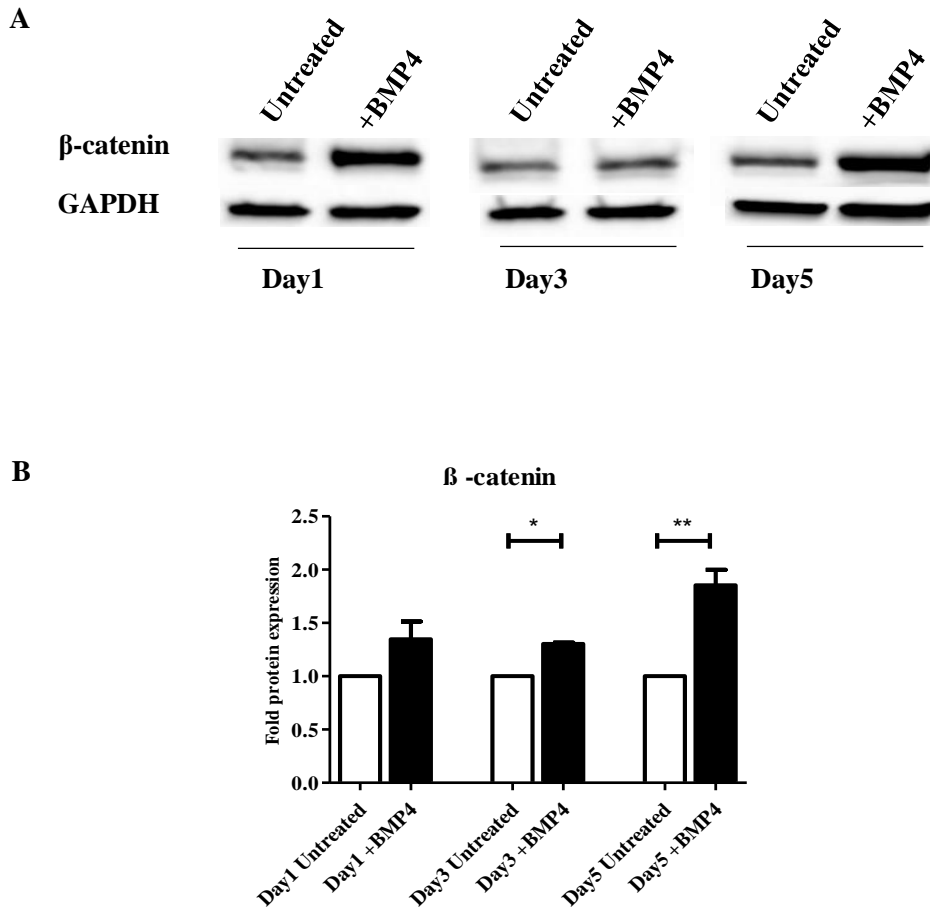 A
Untreated
+BMP4
Untreated
+BMP4
Untreated
+BMP4
β-catenin
GAPDH
Day1
Day3
Day5
B
ß -catenin
Fold protein expression
2.5
2.0
1.5
1.0
0.5
0.0
*
**
Day1 Untreated
Day1 +BMP4
Day3 Untreated
Day3 +BMP4
Day5 Untreated
Day5 +BMP4